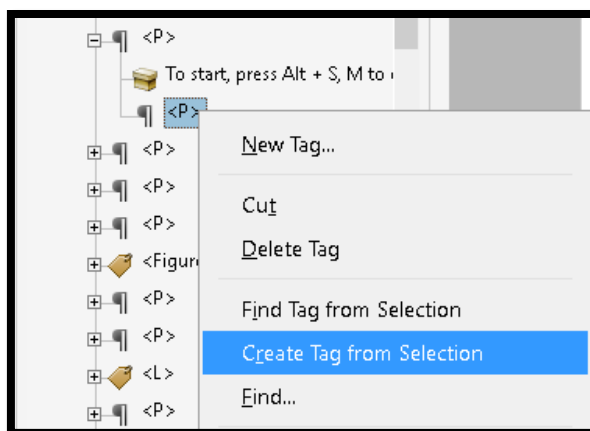 <P>
To start, press Alt + S, M to
<P>
<P>
<P>
<P>
<Figur
<P>
<P>
<L>
<P>
New Tag...
Cut
Delete Tag
Find Tag from Selection
Create Tag from Selection
Find...